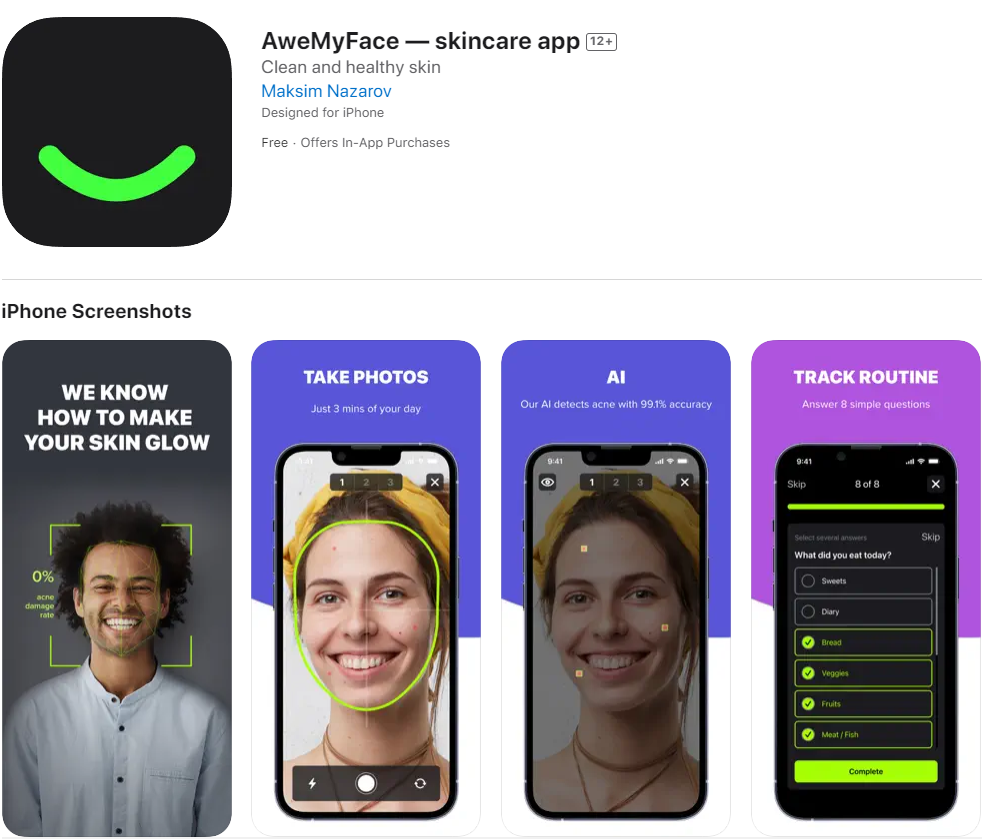 AweMyFace — skincare app 12+
Clean and healthy skin
Maksim Nazarov
Designed for iPhone
Free · Offers In-App Purchases
iPhone Screenshots
WE KNOW
HOW TO MAKE
YOUR SKIN GLOW
0%
acne
damage
rate
TAKE PHOTOS
Just 3 mins of your day
9:41
1 2 3
AI
Our AI detects acne with 99.1% accuracy
9:41
1 2 3
TRACK ROUTINE
Answer 8 simple questions
9:41
Skip 8 of 8
Select several answers Skip
What did you eat today?
Sweets
Diary
Bread
Veggies
Fruits
Meat / Fish
Complete